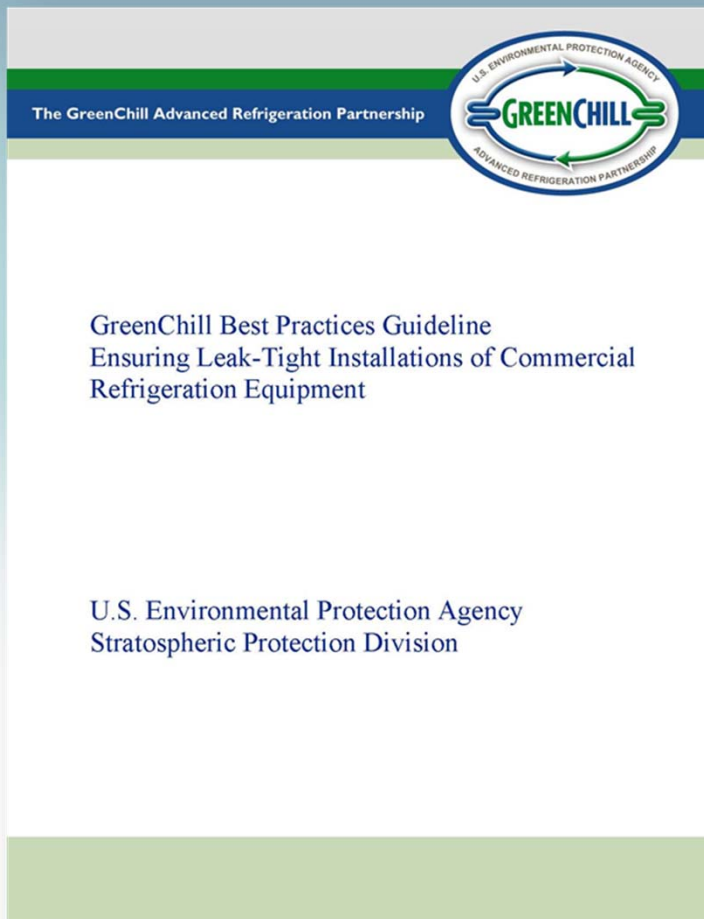 U.S. ENVIRONMENTAL PROTECTION AGENCY
The GreenChill Advanced Refrigeration Partnership
GREENCHILL
ADVANCED REFRIGERATION PARTNERSHIP
GreenChill Best Practices Guideline
Ensuring Leak-Tight Installations of Commercial
Refrigeration Equipment
U.S. Environmental Protection Agency
Stratospheric Protection Division